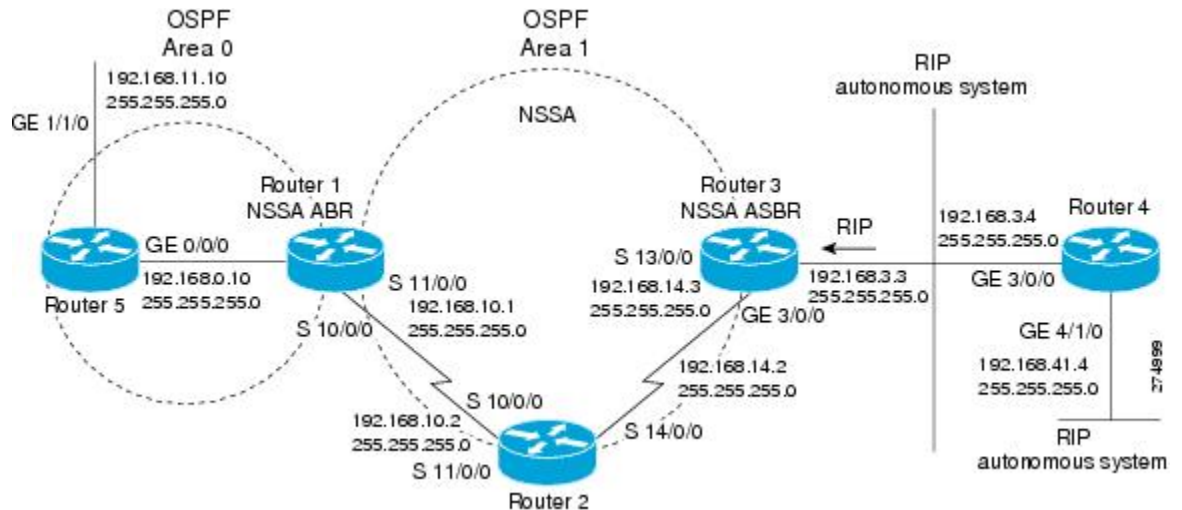 OSPF
Area 0
OSPF
Area 1
RIP
autonomous system
192.168.11.10
255.255.255.0
GE 1/1/0
NSSA
Router 1
NSSA ABR
Router 3
NSSA ASBR
RIP
192.168.3.4
255.255.255.0
Router 4
GE 0/0/0
192.168.0.10
255.255.255.0
Router 5
S 11/0/0
192.168.10.1
255.255.255.0
S 10/0/0
S 13/0/0
192.168.14.3
255.255.255.0
192.168.3.3
255.255.255.0
GE 3/0/0
GE 3/0/0
GE 4/1/0
192.168.41.4
255.255.255.0
274999
192.168.14.2
255.255.255.0
S 10/0/0
192.168.10.2
255.255.255.0
S 11/0/0
S 14/0/0
Router 2
RIP
autonomous system